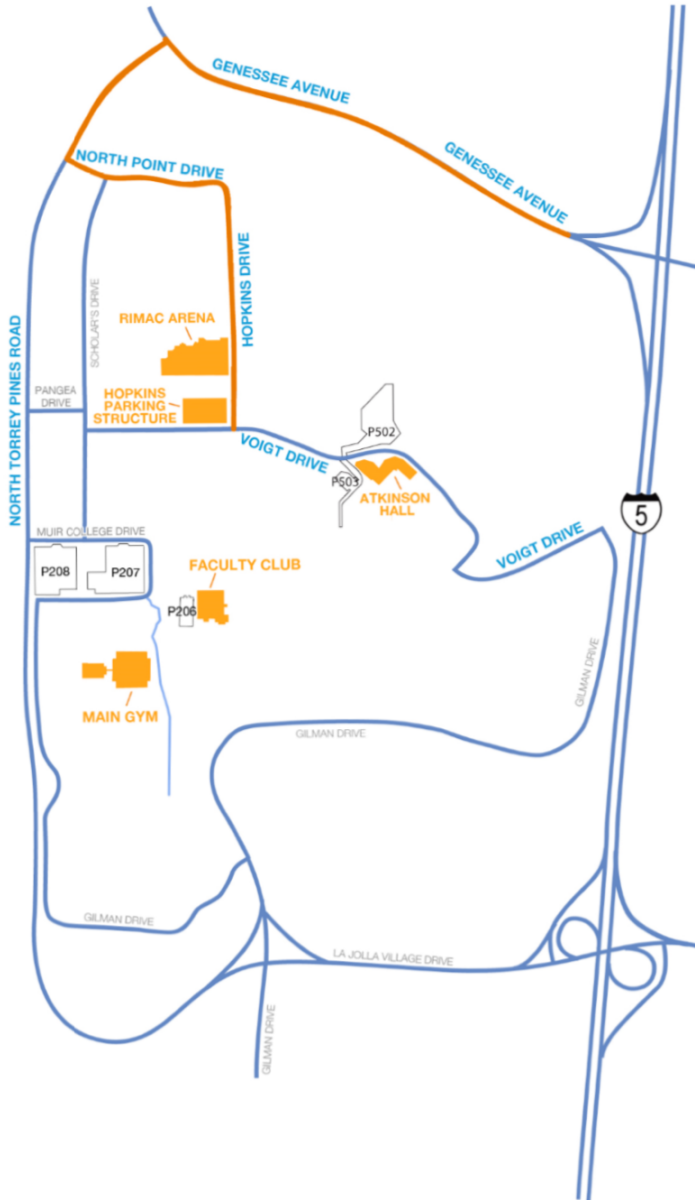 GENESSEE AVENUE
GENESSEE AVENUE
NORTH POINT DRIVE
HOPKINS DRIVE
SCHOLAR'S DRIVE
RIMAC ARENA
NORTH TORREY PINES ROAD
PANGEA
DRIVE
HOPKINS
PARKING
STRUCTURE
P502
VOIGT DRIVE
P503
ATKINSON
HALL
5
MUIR COLLEGE DRIVE
VOIGT DRIVE
P208
P207
FACULTY CLUB
P206
GILMAN DRIVE
MAIN GYM
GILMAN DRIVE
GILMAN DRIVE
LA JOLLA VILLAGE DRIVE
GILMAN DRIVE